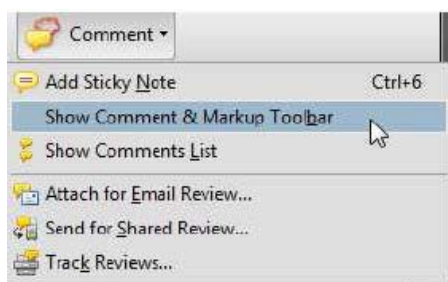 Comment
Add Sticky Note Ctrl+6
Show Comment & Markup Toolbar
Show Comments List
Attach for Email Review...
Send for Shared Review...
Track Reviews...